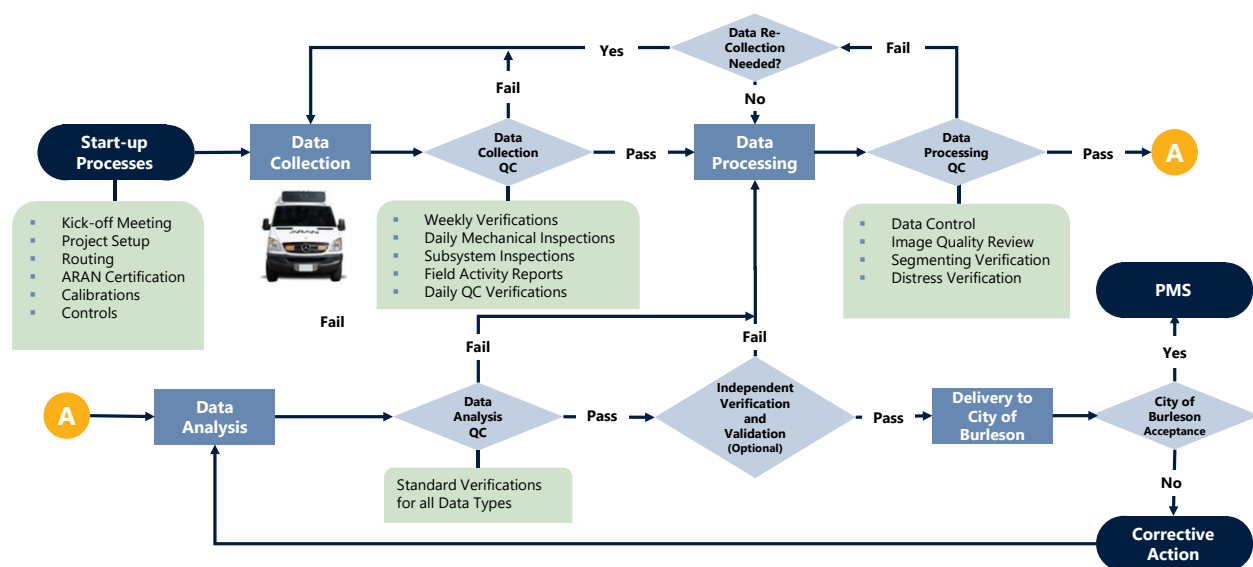 Data Re-
Collection
Needed?
Yes
Fail
Fail
No
Start-up
Processes
Data
Collection
Data
Collection
QC
Pass
Data
Processing
Data
Processing
QC
Pass
A
Kick-off Meeting
Project Setup
Routing
ARAN Certification
Calibrations
Controls
ARAN
Weekly Verifications
Daily Mechanical Inspections
Subsystem Inspections
Field Activity Reports
Daily QC Verifications
Data Control
Image Quality Review
Segmenting Verification
Distress Verification
Fail
PMS
Fail
Fail
Yes
A
Data
Analysis
Data
Analysis
QC
Pass
Independent
Verification
and
Validation
(Optional)
Pass
Delivery to
City of
Burleson
City of
Burleson
Acceptance
Standard Verifications
for all Data Types
No
Corrective
Action